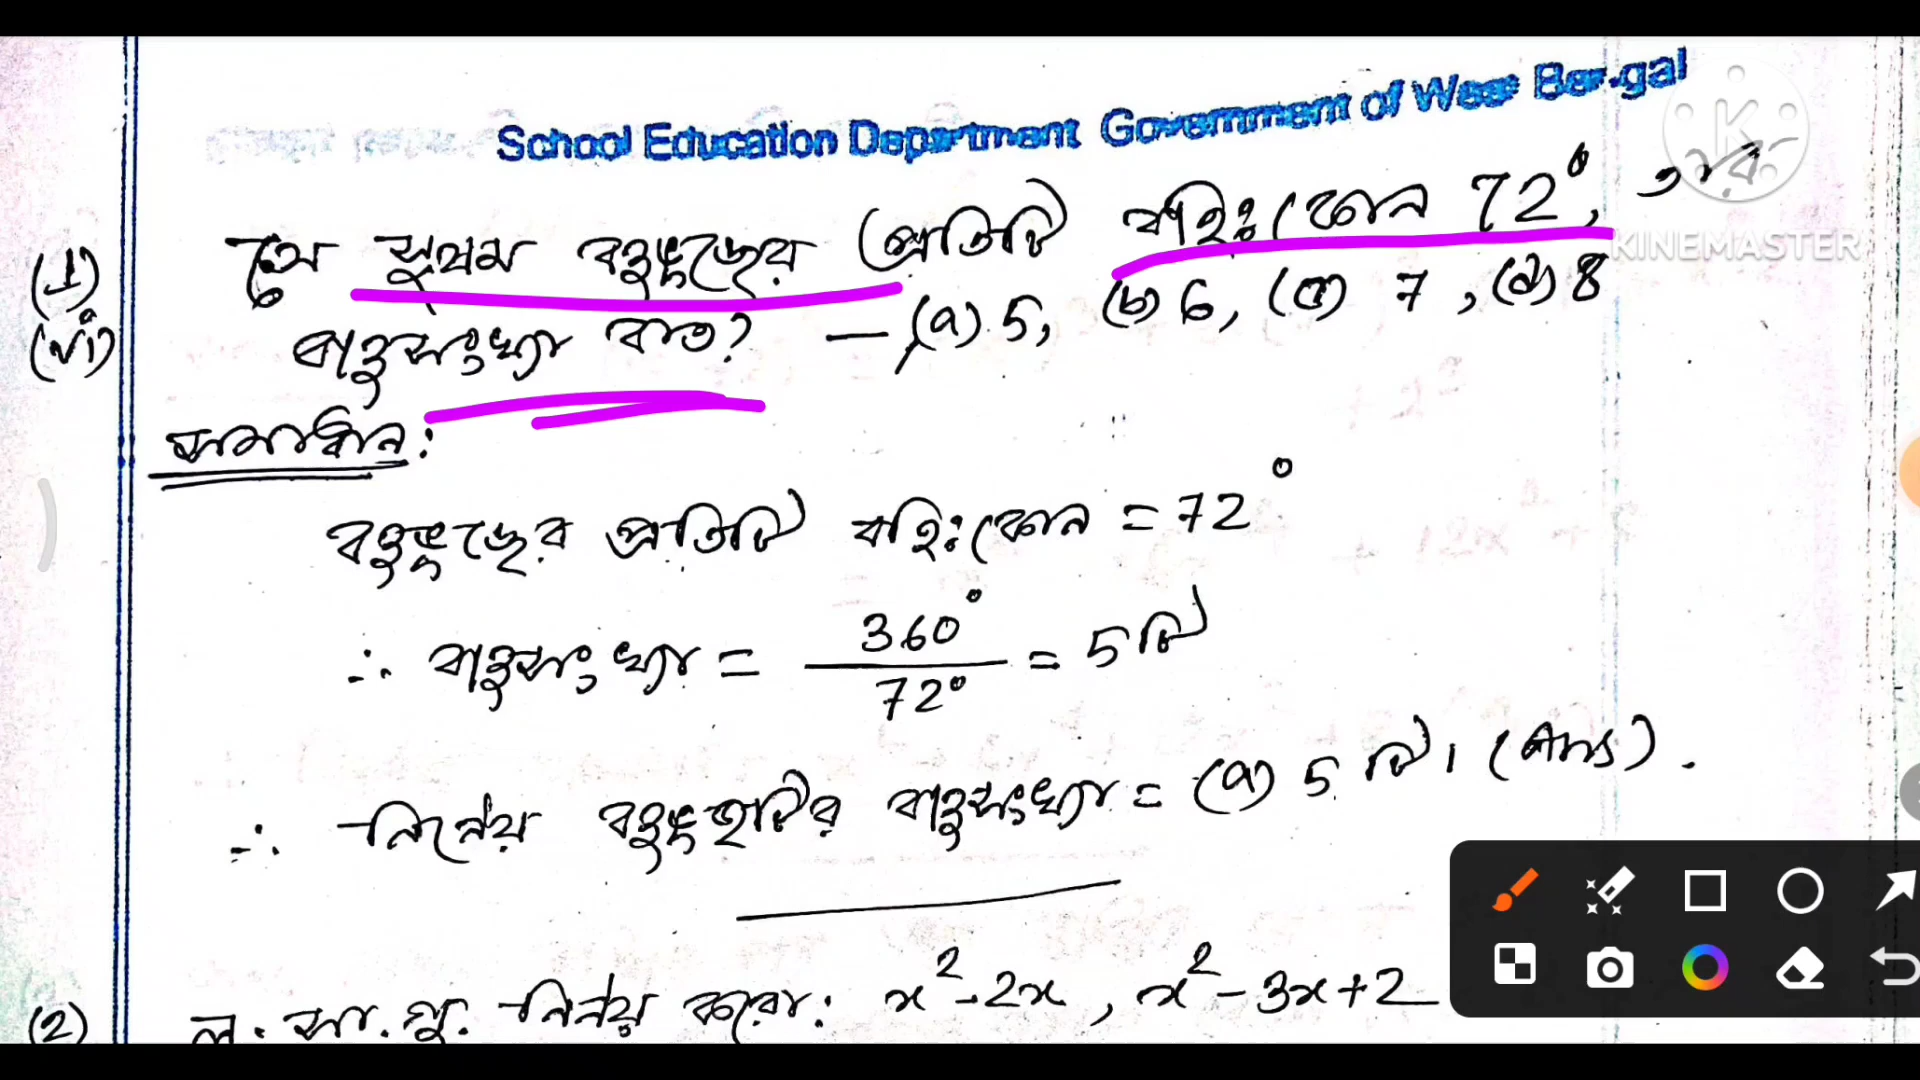 School Education Department Government of West Bengal
(1)
(vi)
যে সুষম বহুভুজের প্রতিটি বহিঃকোন 72°, তার
KINEMASTER
বাহুসংখ্যা কত? — (a) 5, (b) 6, (c) 7, (d) 8
সমাধান:
বহুভুজের প্রতিটি বহিঃকোন = 72°
∴ বাহুসংখ্যা = 360° / 72° = 5টি
∴ নির্ণেয় বহুভুজটির বাহুসংখ্যা = (a) 5 টি। (Ans).
(2) ল. সা. গু. নির্ণয় করো: x² - 2x, x² - 3x + 2